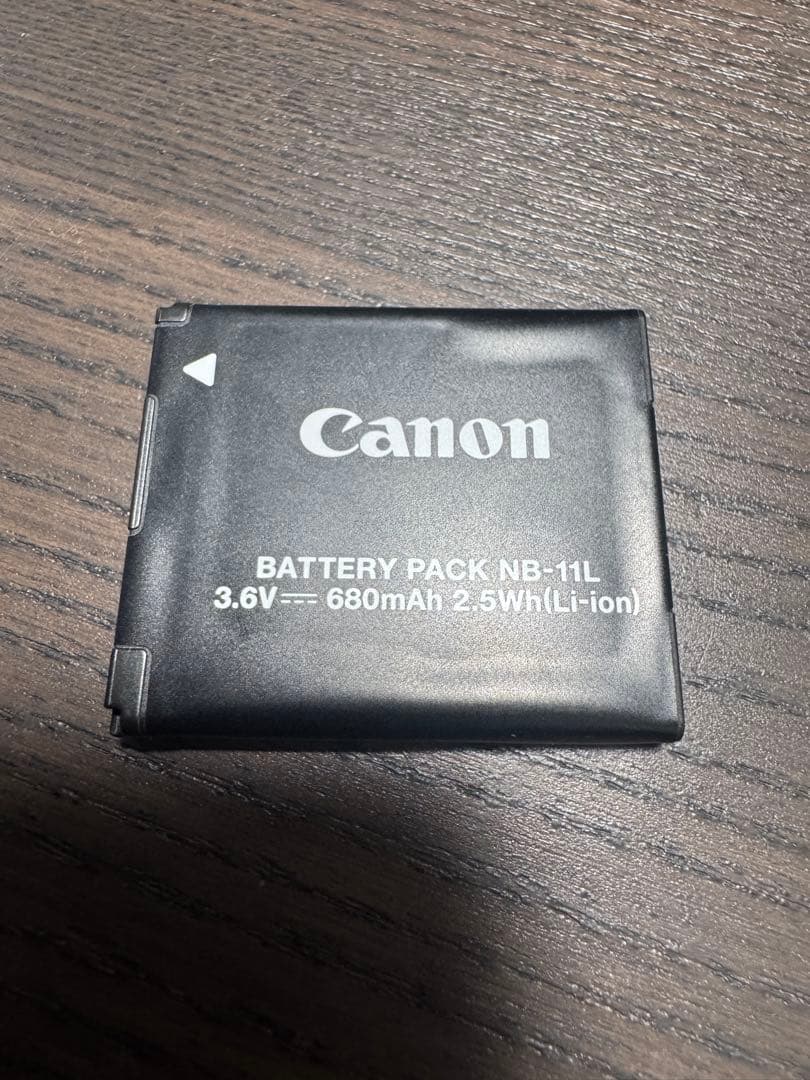 Canon
BATTERY PACK NB-11L
3.6V⎓ 680mAh 2.5Wh(Li-ion)